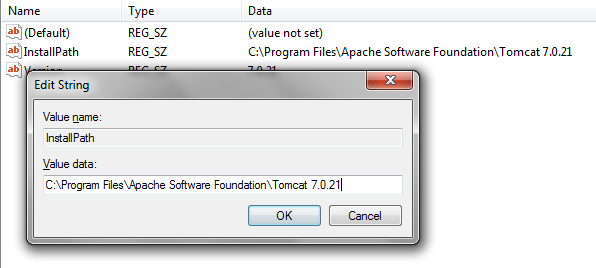 Name Type Data
ab (Default) REG_SZ (value not set)
ab InstallPath REG_SZ C:\Program Files\Apache Software Foundation\Tomcat 7.0.21
ab Version REG_SZ 7.0.21
Edit String
Value name:
InstallPath
Value data:
C:\Program Files\Apache Software Foundation\Tomcat 7.0.21
OK Cancel